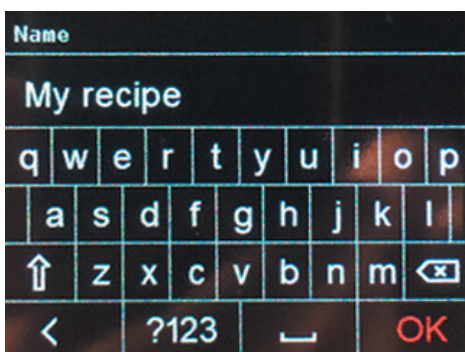 Name
My recipe
q w e r t y u i o p
a s d f g h j k l
z x c v b n m
< ?123 OK